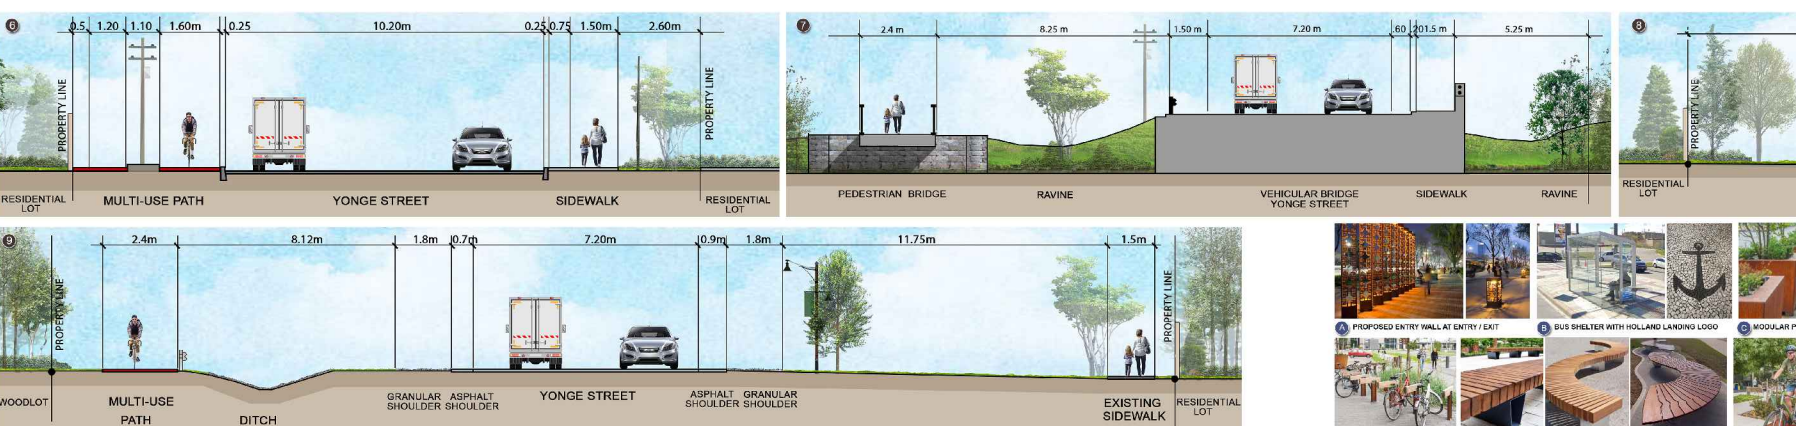 6
0.5 1.20 1.10 1.60m 0.25 10.20m 0.25 0.75 1.50m 2.60m
PROPERTY LINE
PROPERTY LINE
RESIDENTIAL
LOT
MULTI-USE PATH
YONGE STREET
SIDEWALK
RESIDENTIAL
LOT
7
2.4 m 8.25 m 1.50 m 7.20 m .60 .20 1.5 m 5.25 m
PEDESTRIAN BRIDGE
RAVINE
VEHICULAR BRIDGE
YONGE STREET
SIDEWALK
RAVINE
8
PROPERTY LINE
RESIDENTIAL
LOT
9
2.4m 8.12m 1.8m 0.7m 7.20m 0.9m 1.8m 11.75m 1.5m
PROPERTY LINE
PROPERTY LINE
WOODLOT
MULTI-USE
PATH
DITCH
GRANULAR
SHOULDER
ASPHALT
SHOULDER
YONGE STREET
ASPHALT
SHOULDER
GRANULAR
SHOULDER
EXISTING
SIDEWALK
RESIDENTIAL
LOT
A PROPOSED ENTRY WALL AT ENTRY / EXIT
B BUS SHELTER WITH HOLLAND LANDING LOGO
C MODULAR P